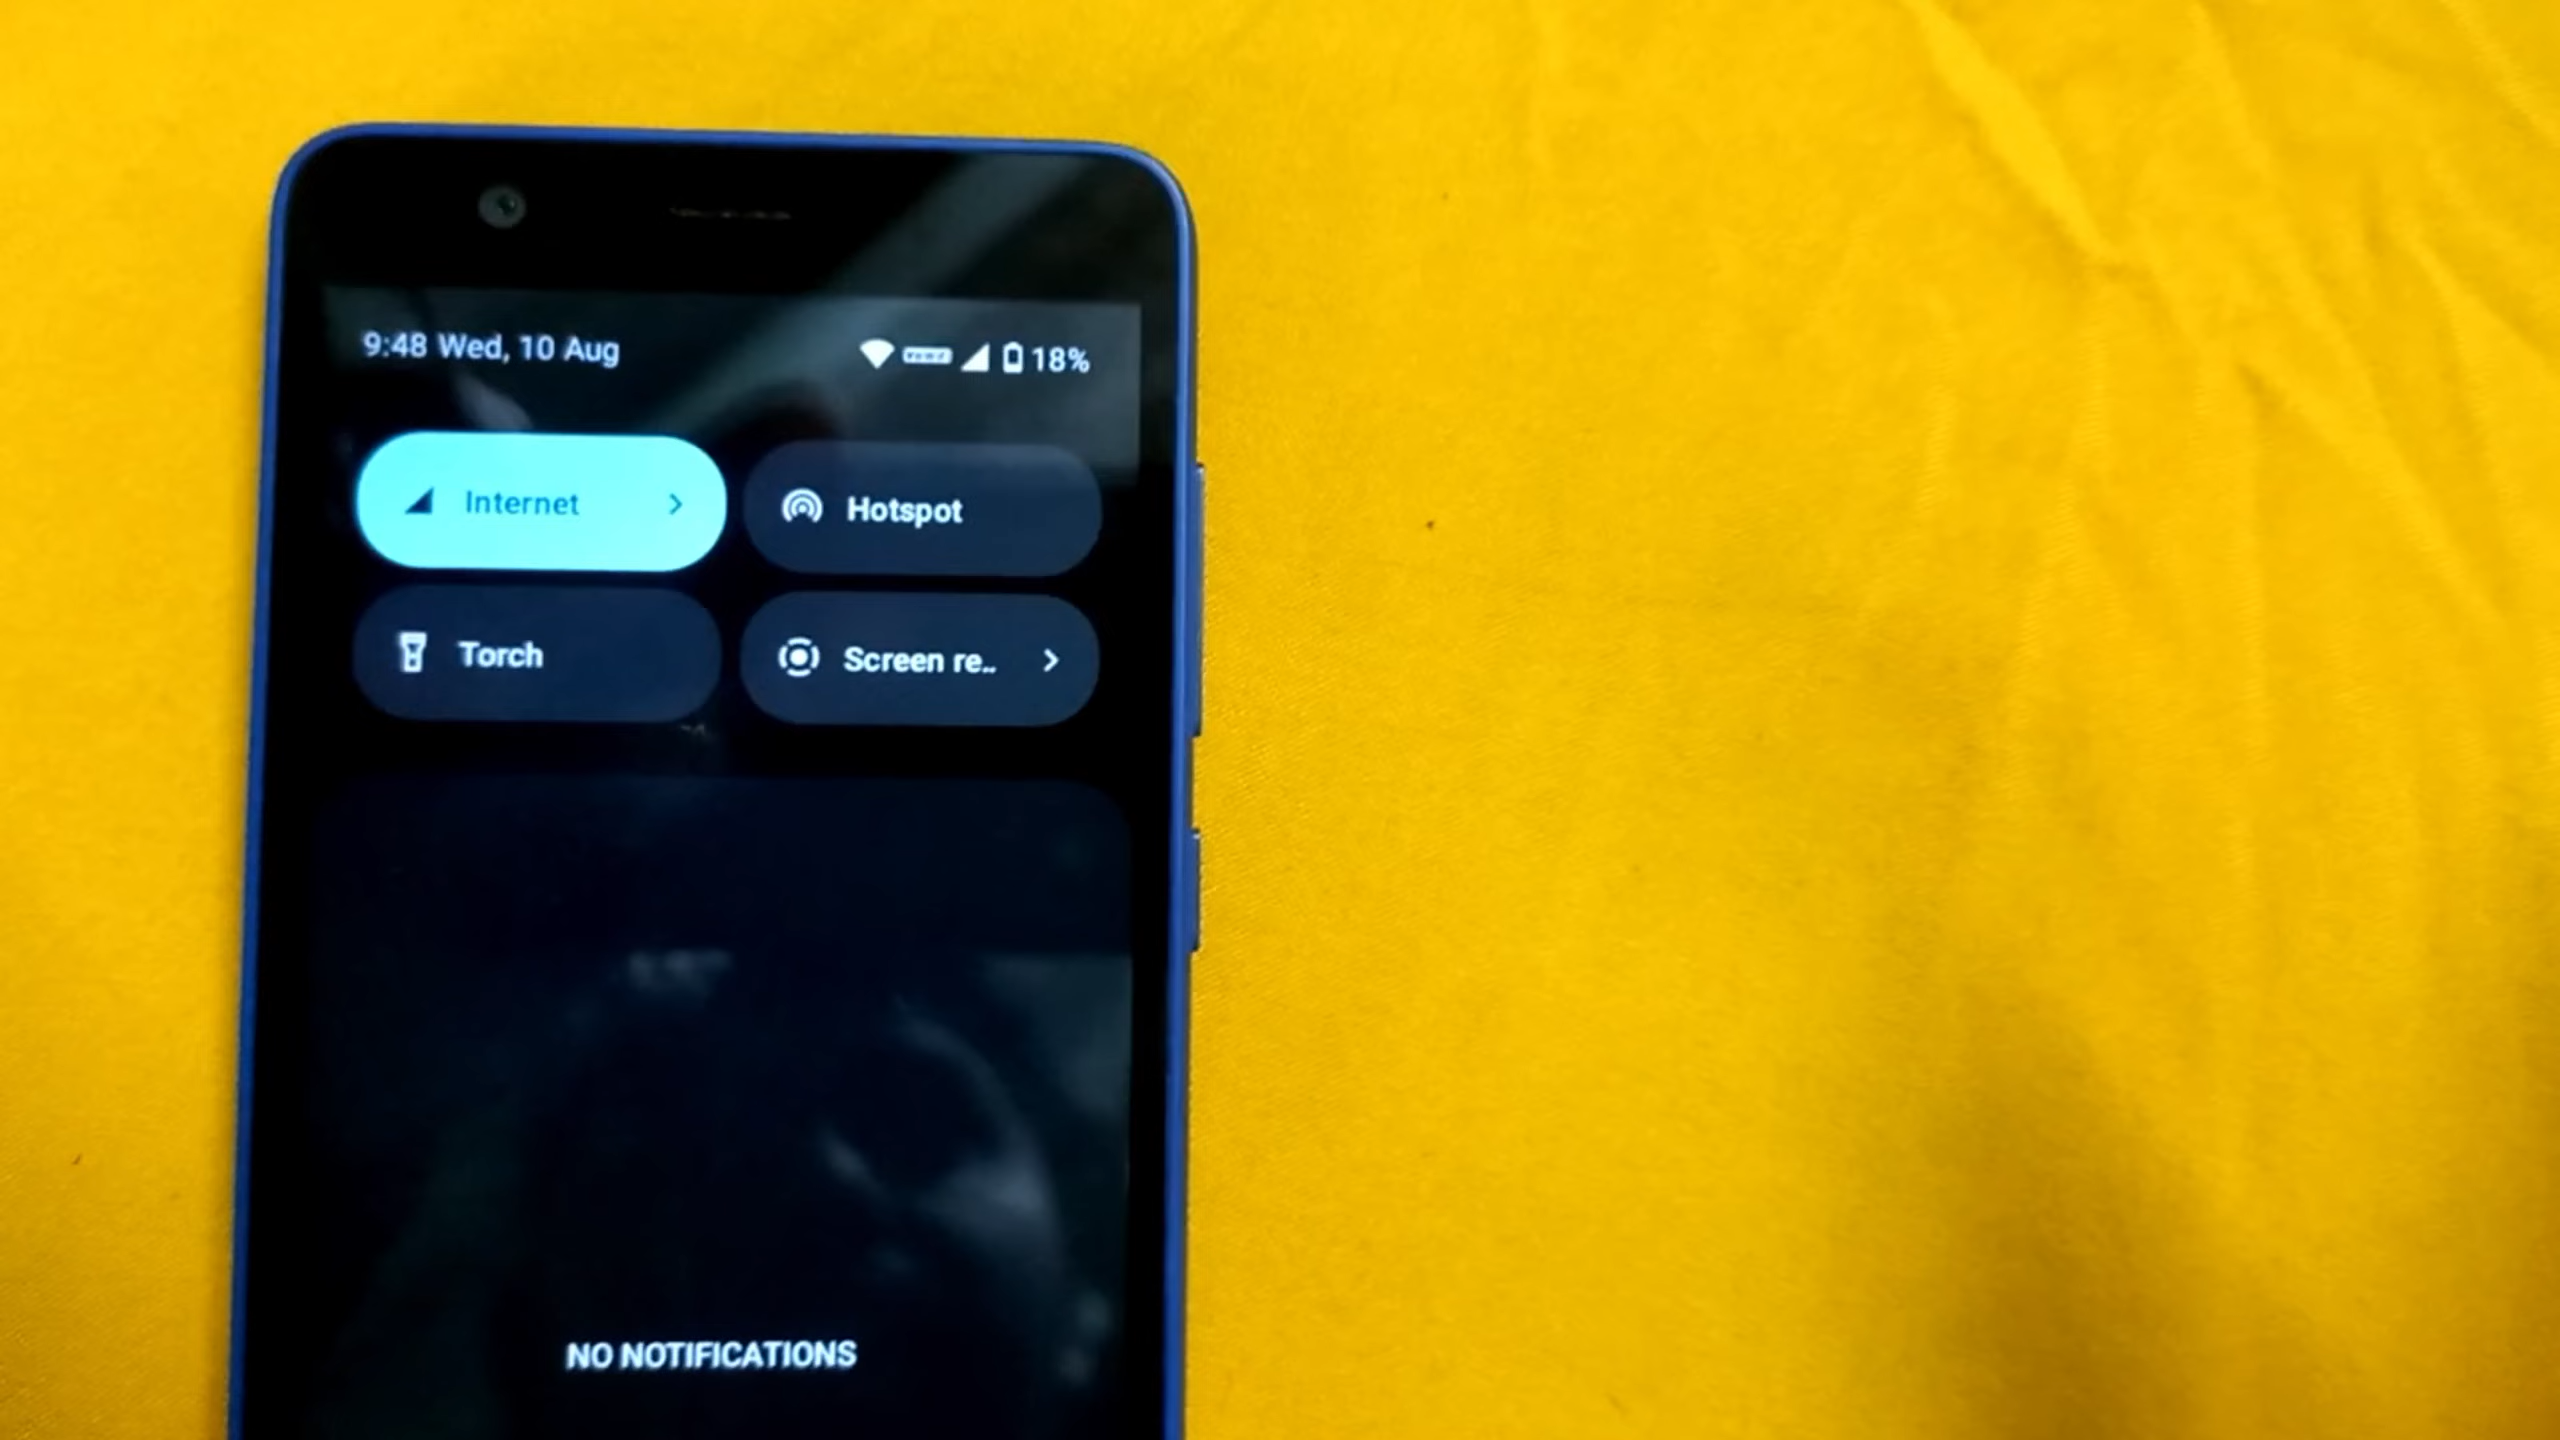 9:48 Wed, 10 Aug
18%
Internet
Hotspot
Torch
Screen re..
NO NOTIFICATIONS